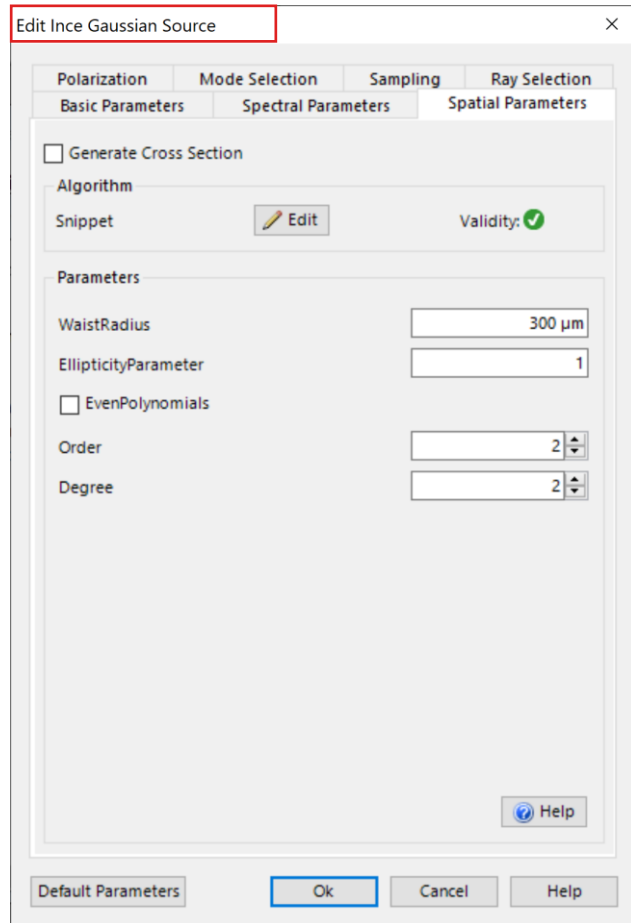 Edit Ince Gaussian Source
Polarization Mode Selection Sampling Ray Selection
Basic Parameters Spectral Parameters Spatial Parameters
Generate Cross Section
Algorithm
Snippet Edit Validity:
Parameters
WaistRadius 300 µm
EllipticityParameter 1
EvenPolynomials
Order 2
Degree 2
Help
Default Parameters Ok Cancel Help